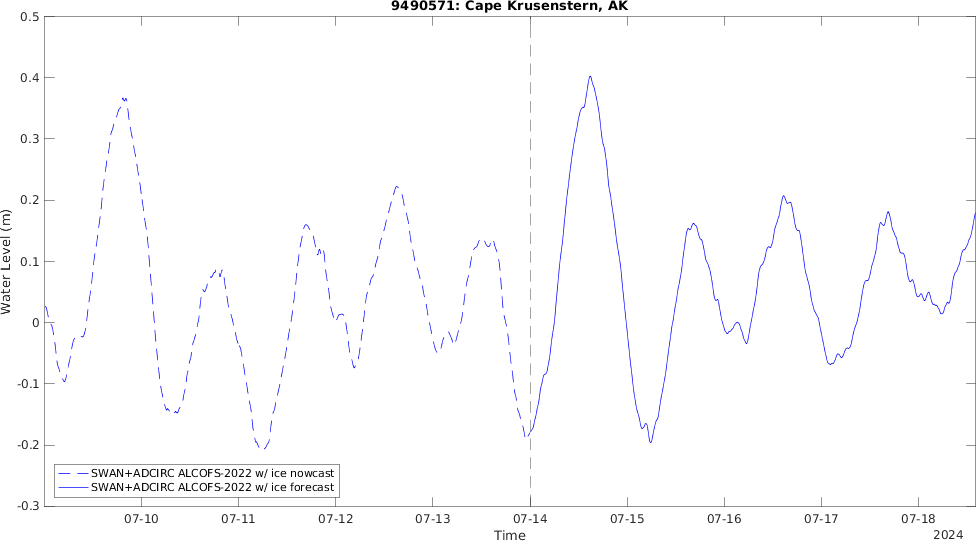 9490571: Cape Krusenstern, AK
0.5
0.4
0.3
0.2
0.1
0
-0.1
-0.2
-0.3
Water Level (m)
SWAN+ADCIRC ALCOFS-2022 w/ ice nowcast
SWAN+ADCIRC ALCOFS-2022 w/ ice forecast
07-10 07-11 07-12 07-13 07-14 07-15 07-16 07-17 07-18
Time
2024